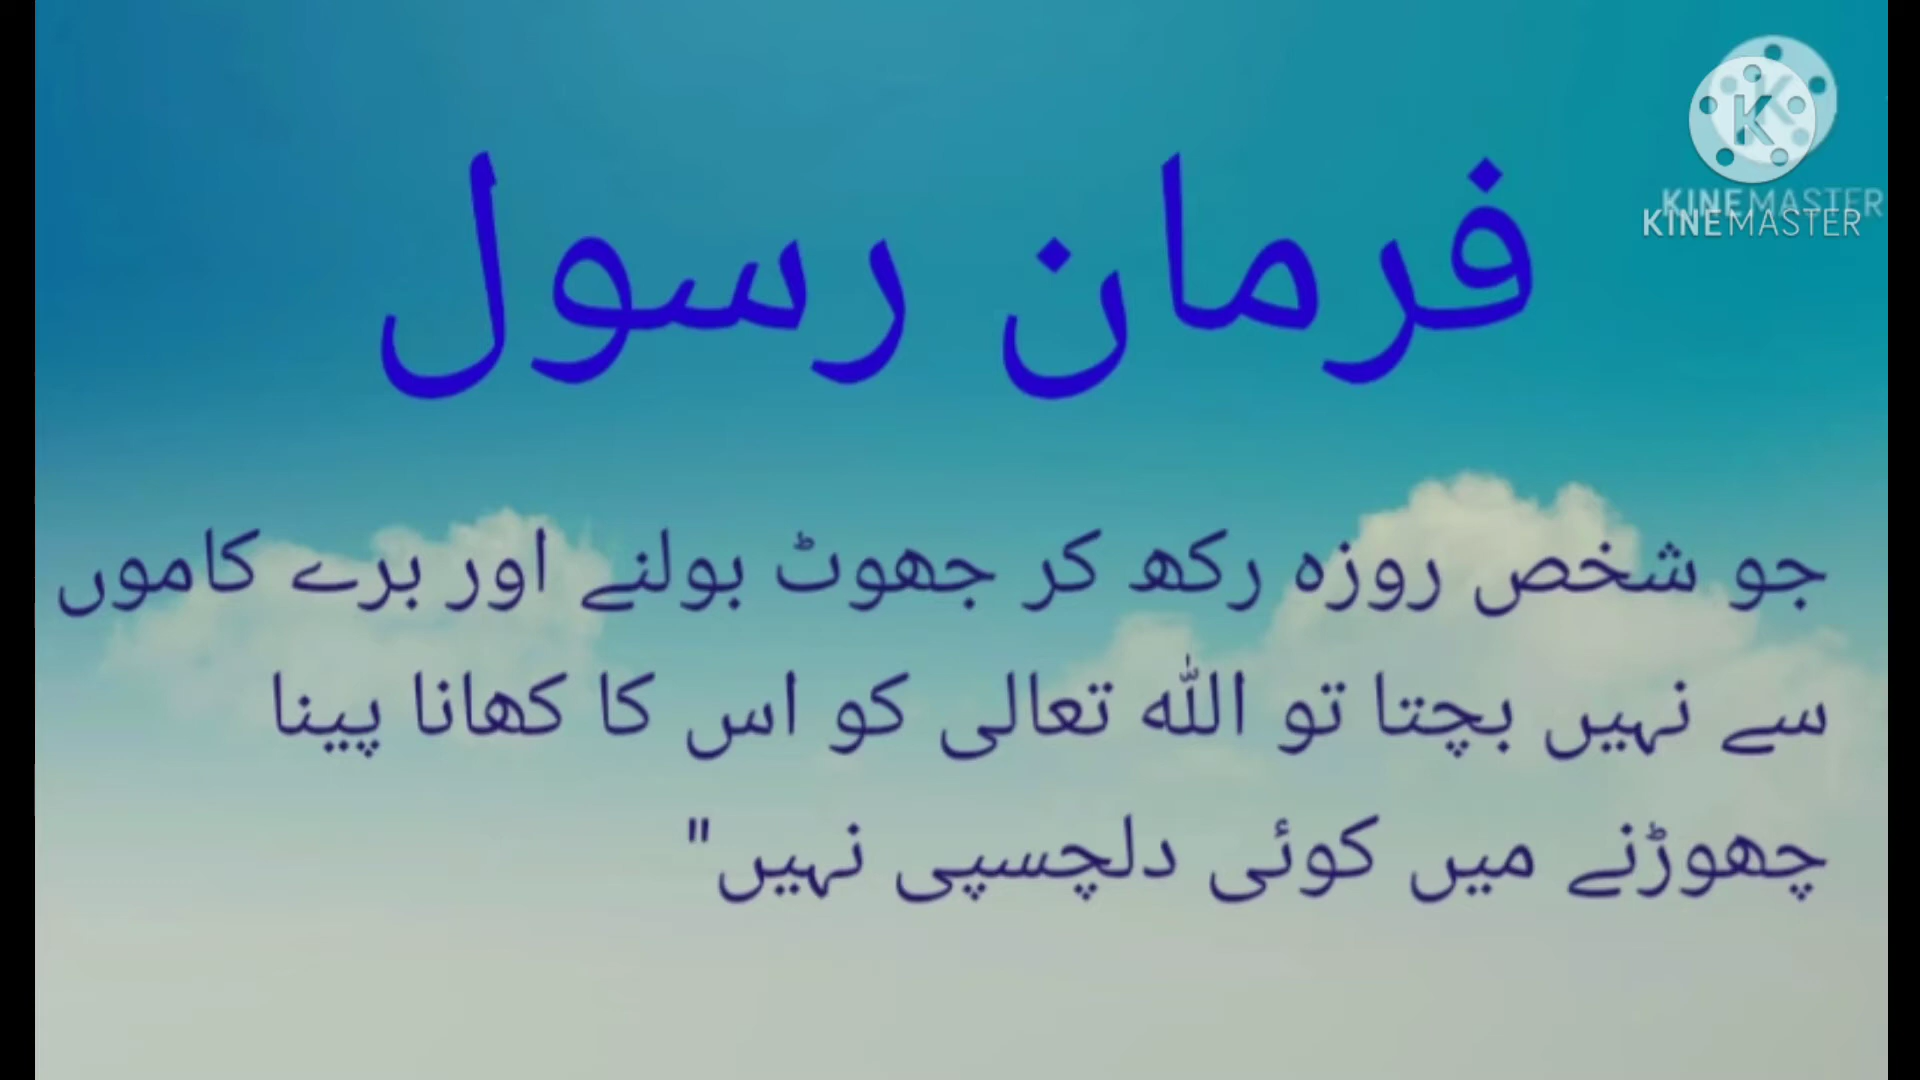 فرمان رسول
جو شخص روزہ رکھ کر جھوٹ بولنے اور برے کاموں
سے نہیں بچتا تو اللہ تعالی کو اس کا کھانا پینا
چھوڑنے میں کوئی دلچسپی نہیں"
KINEMASTER
KINEMASTER